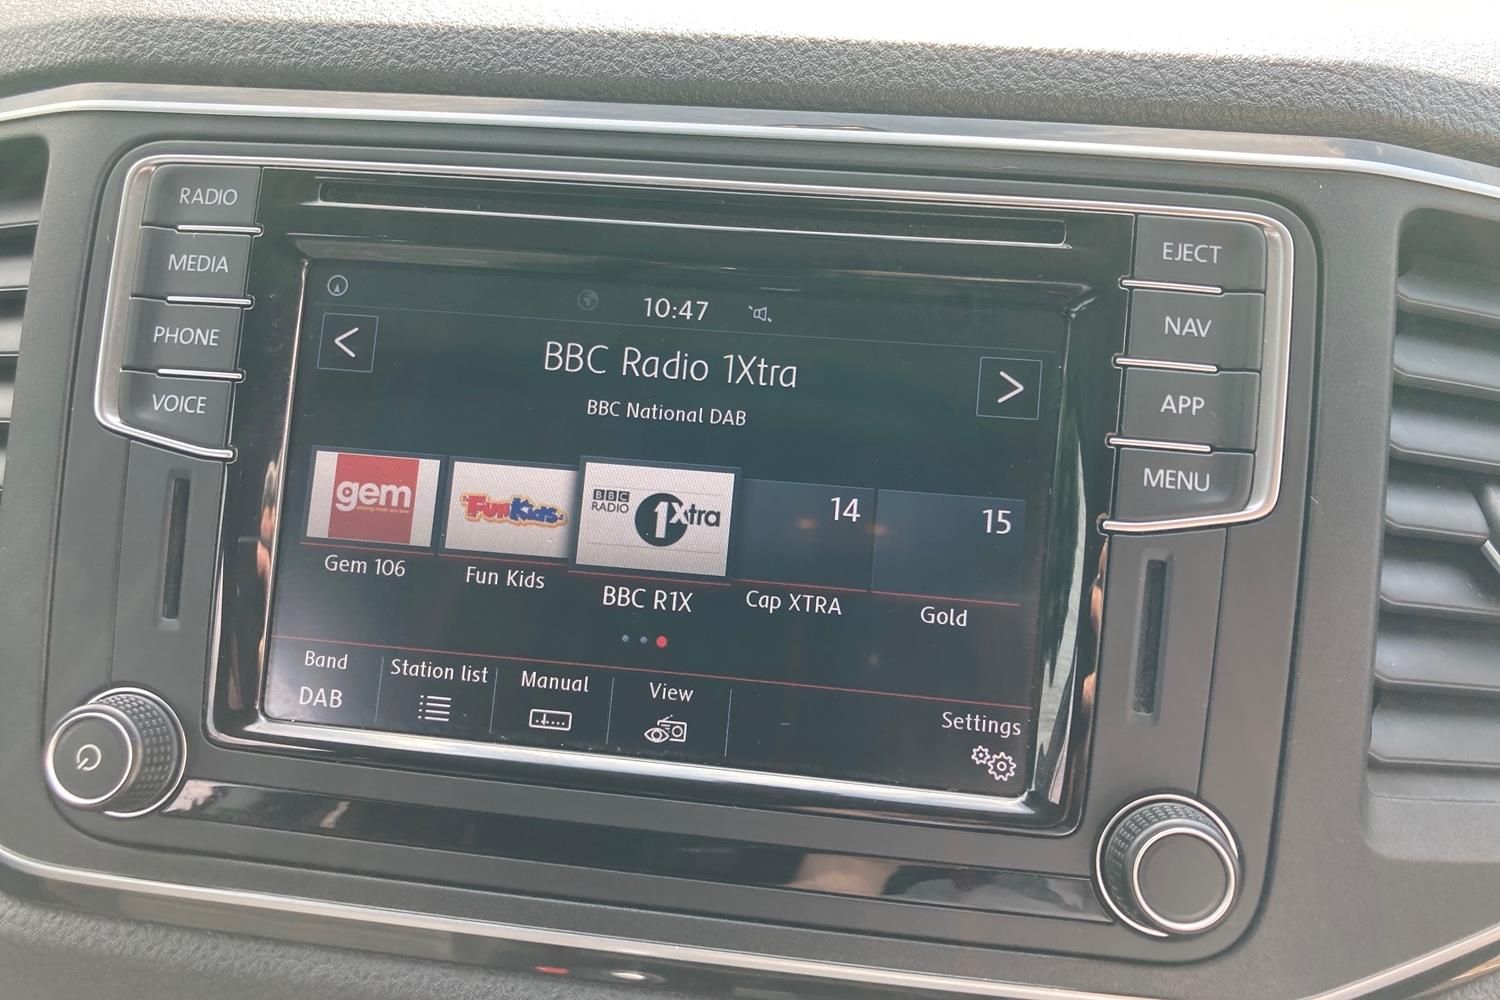 RADIO
MEDIA
PHONE
VOICE
EJECT
NAV
APP
MENU
10:47
BBC Radio 1Xtra
BBC National DAB
gem
FunKids
BBC
RADIO
1Xtra
14
15
Gem 106
Fun Kids
BBC R1X
Cap XTRA
Gold
Band
DAB
Station list
Manual
View
Settings